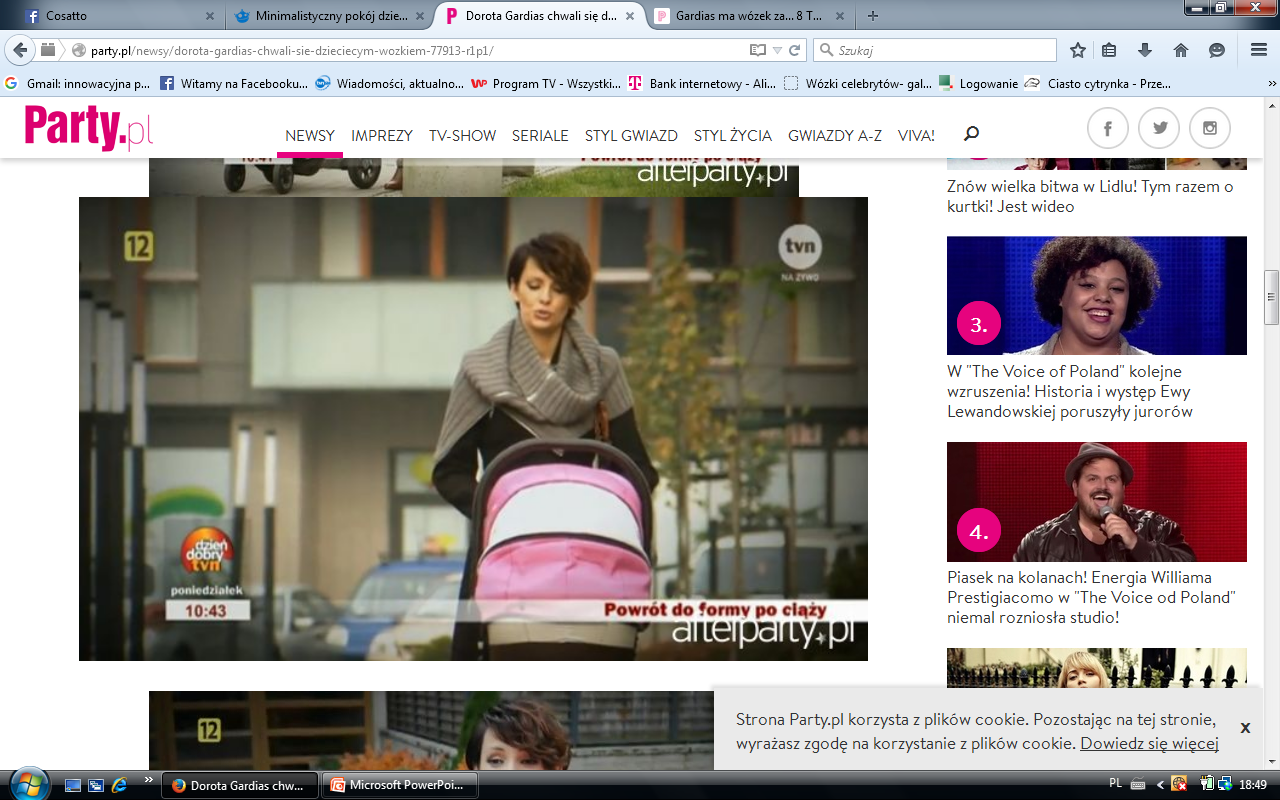 Cosatto
Minimalistyczny pokój dzie...
Dorota Gardias chwali się d...
Gardias ma wózek za... 8 T...
party.pl/newsy/dorota-gardias-chwali-sie-dzieciecym-wozkiem-77913-r1p1/
Szukaj
Gmail: innowacyjna p...
Witamy na Facebooku...
Wiadomości, aktualno...
Program TV - Wszystki...
Bank internetowy - Ali...
Wózki celebrytów- gal...
Logowanie
Ciasto cytrynka - Prze...
Party.pl
NEWSY
IMPREZY
TV-SHOW
SERIALE
STYL GWIAZD
STYL ŻYCIA
GWIAZDY A-Z
VIVA!
10:41
Powrót do formy po ciąży
afterparty.pl
12
tvn
NA ŻYWO
dzień
dobry
tvn
poniedziałek
10:43
Powrót do formy po ciąży
afterparty.pl
12
Znów wielka bitwa w Lidlu! Tym razem o
kurtki! Jest wideo
3.
W "The Voice of Poland" kolejne
wzruszenia! Historia i występ Ewy
Lewandowskiej poruszyły jurorów
4.
Piasek na kolanach! Energia Williama
Prestigiacomo w "The Voice od Poland"
niemal rozniosła studio!
Strona Party.pl korzysta z plików cookie. Pozostając na tej stronie,
wyrażasz zgodę na korzystanie z plików cookie. Dowiedz się więcej
x
Dorota Gardias chw...
Microsoft PowerPoi...
PL
18:49